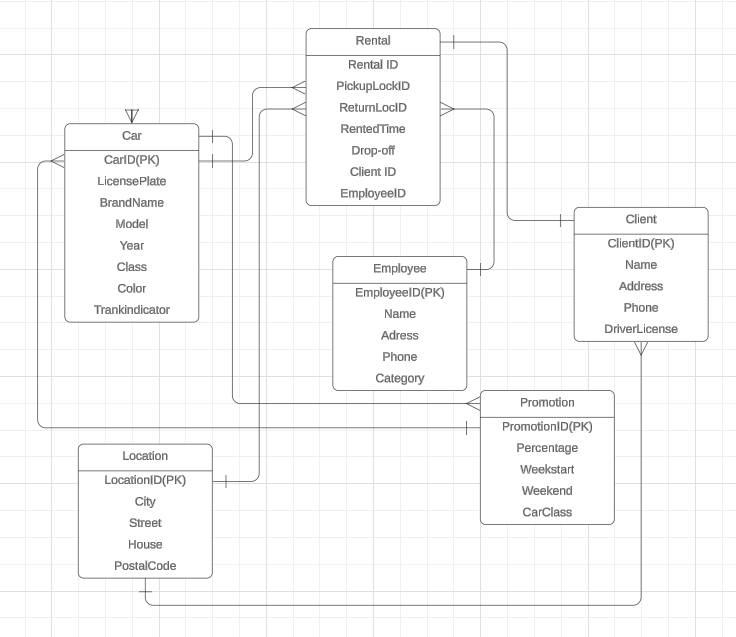 Rental
Rental ID
PickupLockID
ReturnLocID
RentedTime
Drop-off
Client ID
EmployeeID
Car
CarID(PK)
LicensePlate
BrandName
Model
Year
Class
Color
Trankindicator
Client
ClientID(PK)
Name
Address
Phone
DriverLicense
Employee
EmployeeID(PK)
Name
Adress
Phone
Category
Promotion
PromotionID(PK)
Percentage
Weekstart
Weekend
CarClass
Location
LocationID(PK)
City
Street
House
PostalCode